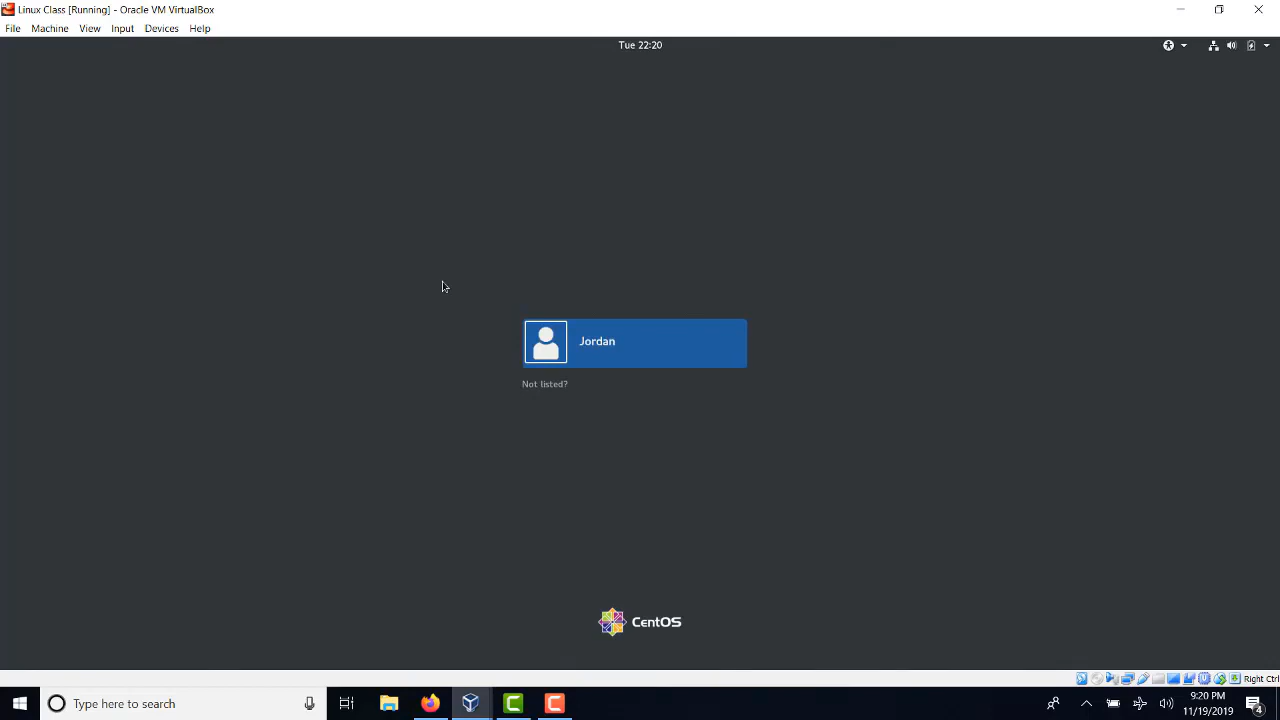 Linux Class [Running] - Oracle VM VirtualBox
File Machine View Input Devices Help
Tue 22:20
Jordan
Not listed?
CentOS
Right Ctrl
Type here to search
9:20 PM
11/19/2019
4